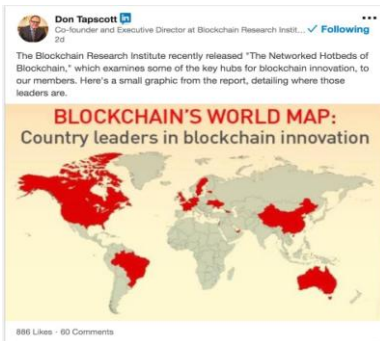 Don Tapscott in
Co-founder and Executive Director at Blockchain Research Instit...
Following
2d
The Blockchain Research Institute recently released "The Networked Hotbeds of
Blockchain," which examines some of the key hubs for blockchain innovation, to
our members. Here's a small graphic from the report, detailing where those
leaders are.
BLOCKCHAIN'S WORLD MAP:
Country leaders in blockchain innovation
886 Likes · 60 Comments